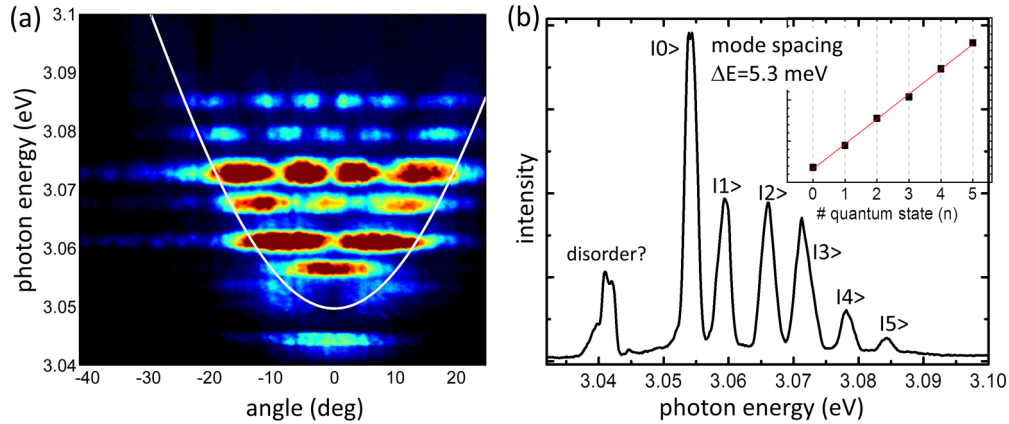 (a)
3.1
3.09
3.08
3.07
3.06
3.05
3.04
photon energy (eV)
-40 -30 -20 -10 0 10 20
angle (deg)
(b)
I0>
mode spacing
ΔE=5.3 meV
0 1 2 3 4 5
# quantum state (n)
I1>
I2>
I3>
I4>
I5>
disorder?
intensity
3.04 3.05 3.06 3.07 3.08 3.09 3.10
photon energy (eV)